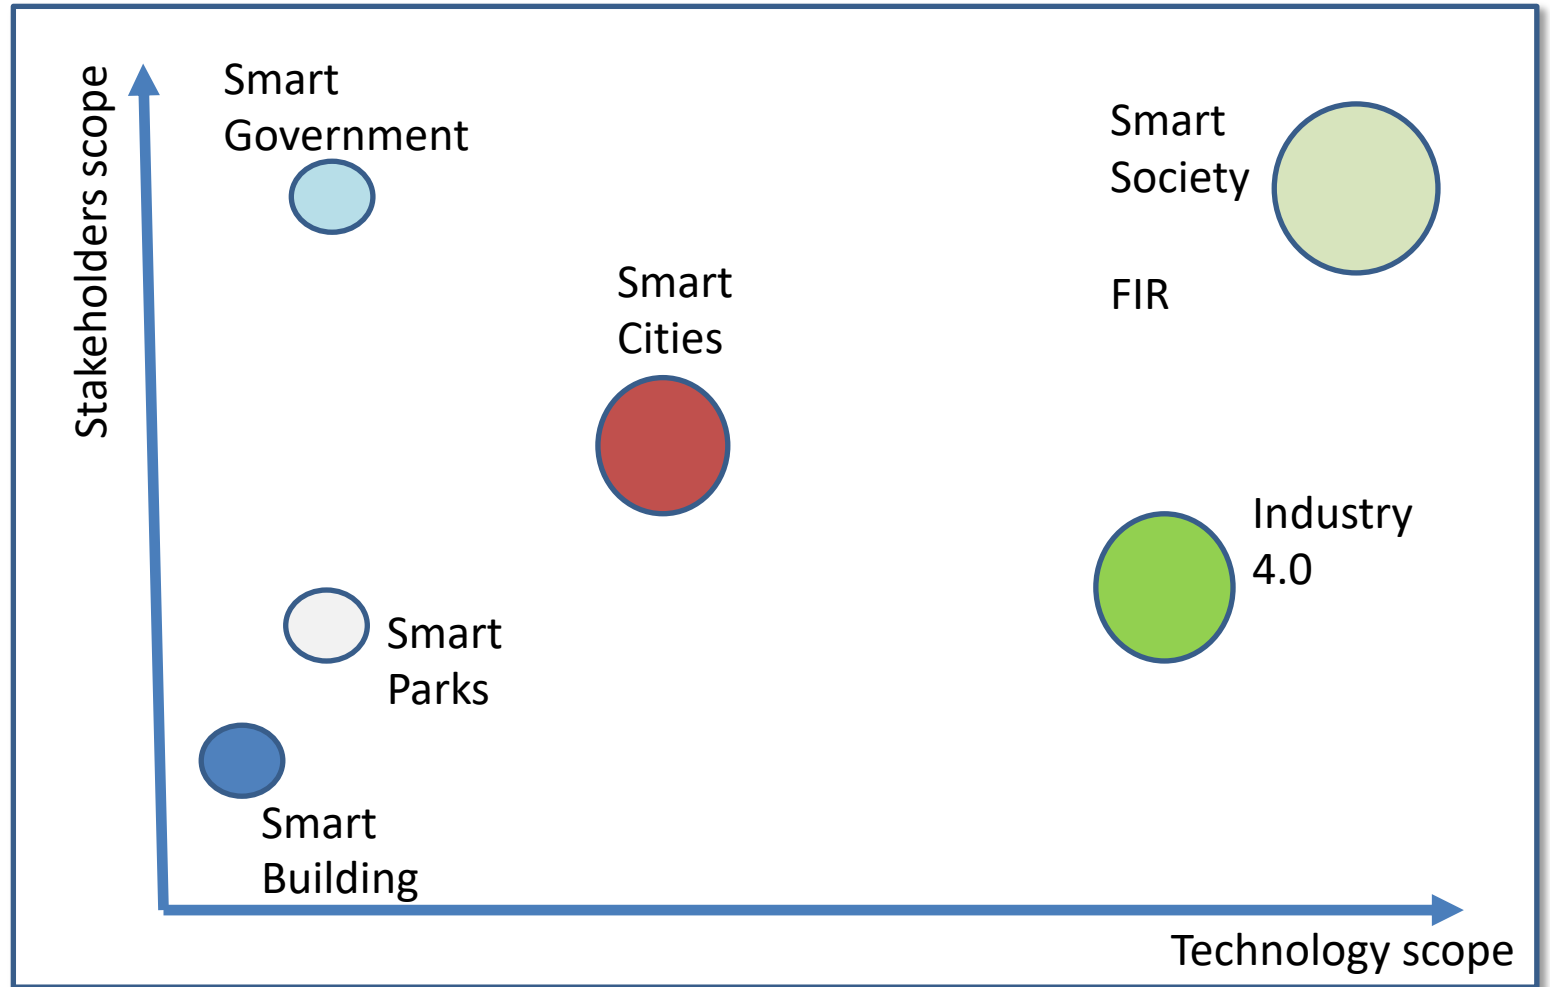 Stakeholders scope
Smart
Government
Smart
Society
FIR
Smart
Cities
Industry
4.0
Smart
Parks
Smart
Building
Technology scope